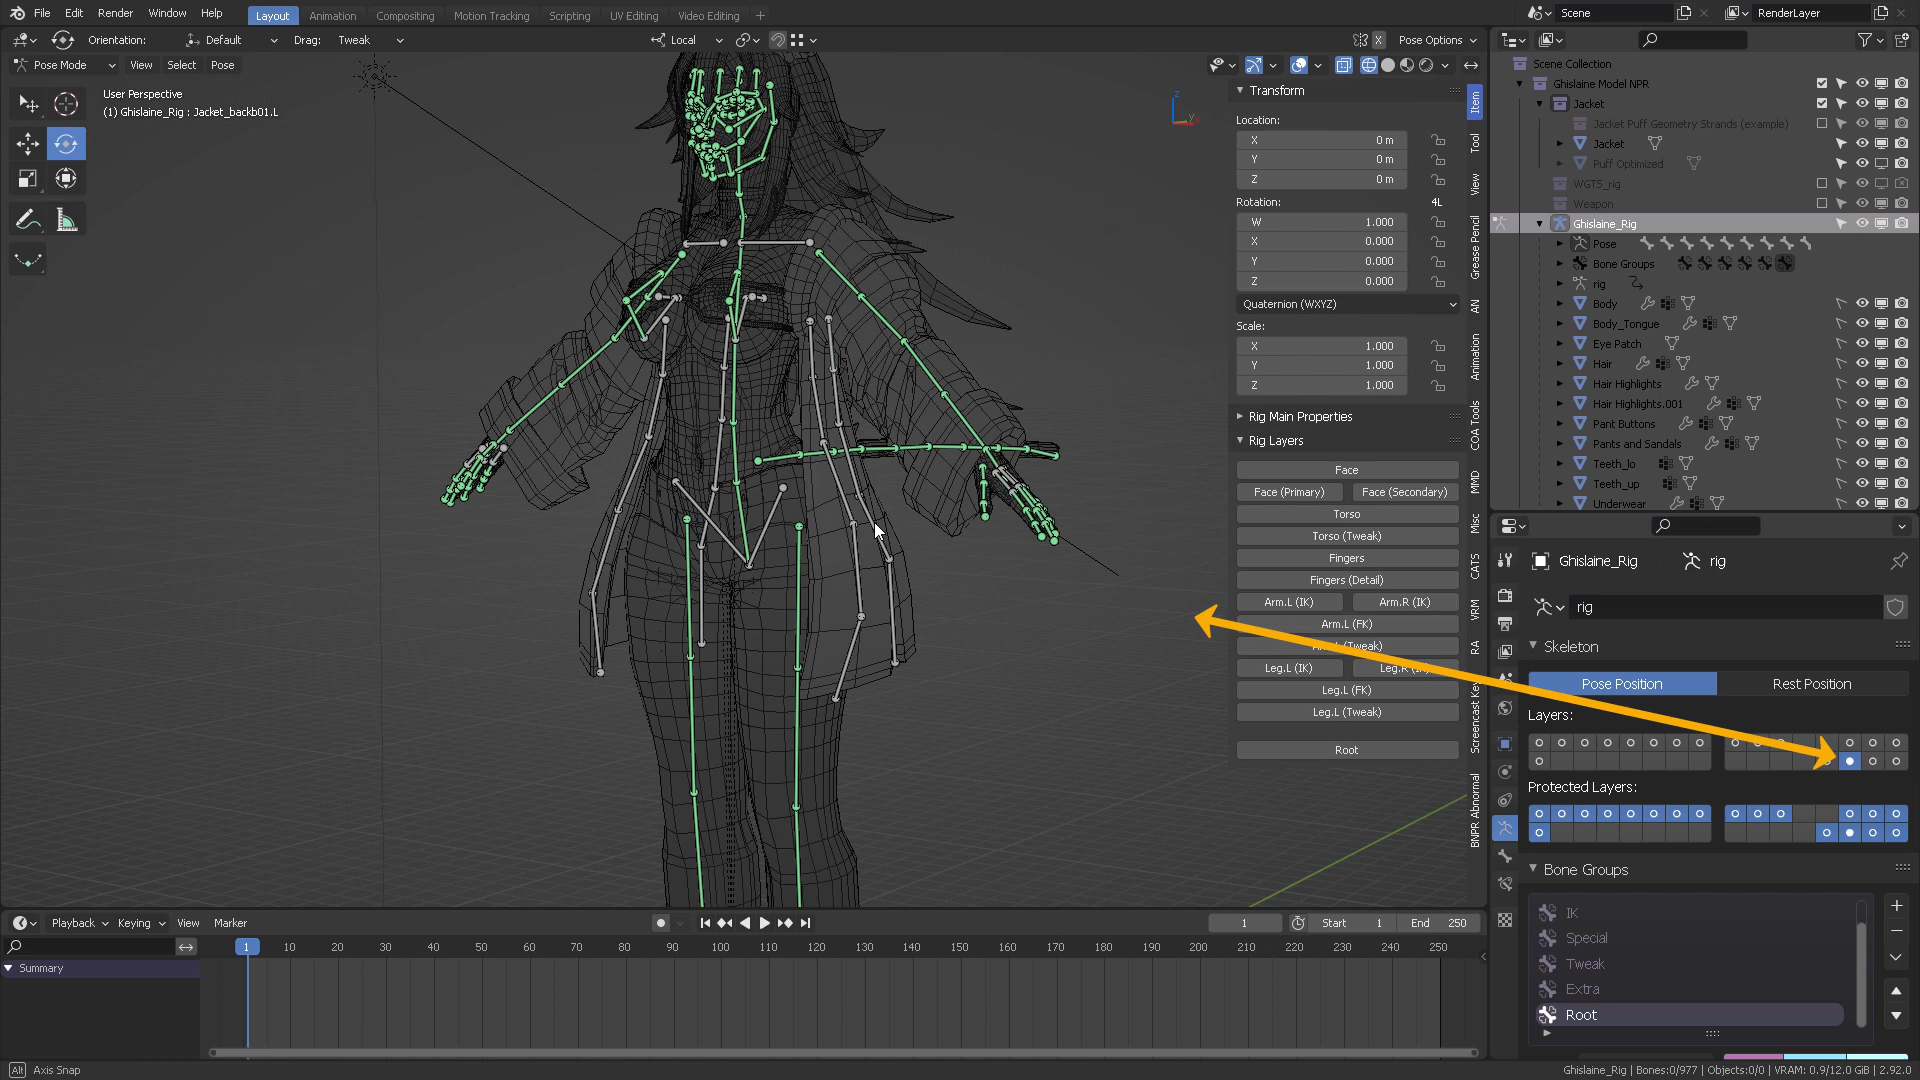 File Edit Render Window Help Layout Animation Compositing Motion Tracking Scripting UV Editing Video Editing Scene RenderLayer
Orientation: Default Drag: Tweak Local X Pose Options
Pose Mode View Select Pose
User Perspective
(1) Ghislaine_Rig : Jacket_backb01.L
Transform
Location:
X 0 m
Y 0 m
Z 0 m
Rotation: 4L
W 1.000
X 0.000
Y 0.000
Z 0.000
Quaternion (WXYZ)
Scale:
X 1.000
Y 1.000
Z 1.000
Rig Main Properties
Rig Layers
Face
Face (Primary) Face (Secondary)
Torso
Torso (Tweak)
Fingers
Fingers (Detail)
Arm.L (IK) Arm.R (IK)
Arm.L (FK)
(Tweak)
Leg.L (IK)
Leg.L (FK)
Leg.L (Tweak)
Root
Item
Tool
View
Grease Pencil
AN
Animation
COA Tools
MMD
Misc
CATS
VRM
RA
Screencast Key
BNPR Abnormal
Z
Y
Scene Collection
Ghislaine Model NPR
Jacket
Jacket Puff Geometry Strands (example)
Jacket
Puff Optimized
WGTS_rig
Weapon
Ghislaine_Rig
Pose
Bone Groups
rig
Body
Body_Tongue
Eye Patch
Hair
Hair Highlights
Hair Highlights.001
Pant Buttons
Pants and Sandals
Teeth_lo
Teeth_up
Underwear
Ghislaine_Rig rig
rig
Skeleton
Pose Position Rest Position
Layers:
Protected Layers:
Bone Groups
IK
Special
Tweak
Extra
Root
Playback Keying View Marker 1 Start 1 End 250
1 10 20 30 40 50 60 70 80 90 100 110 120 130 140 150 160 170 180 190 200 210 220 230 240 250
Summary
Alt Axis Snap
Ghislaine_Rig | Bones:0/977 | Objects:0/0 | VRAM: 0.9/12.0 GiB | 2.92.0